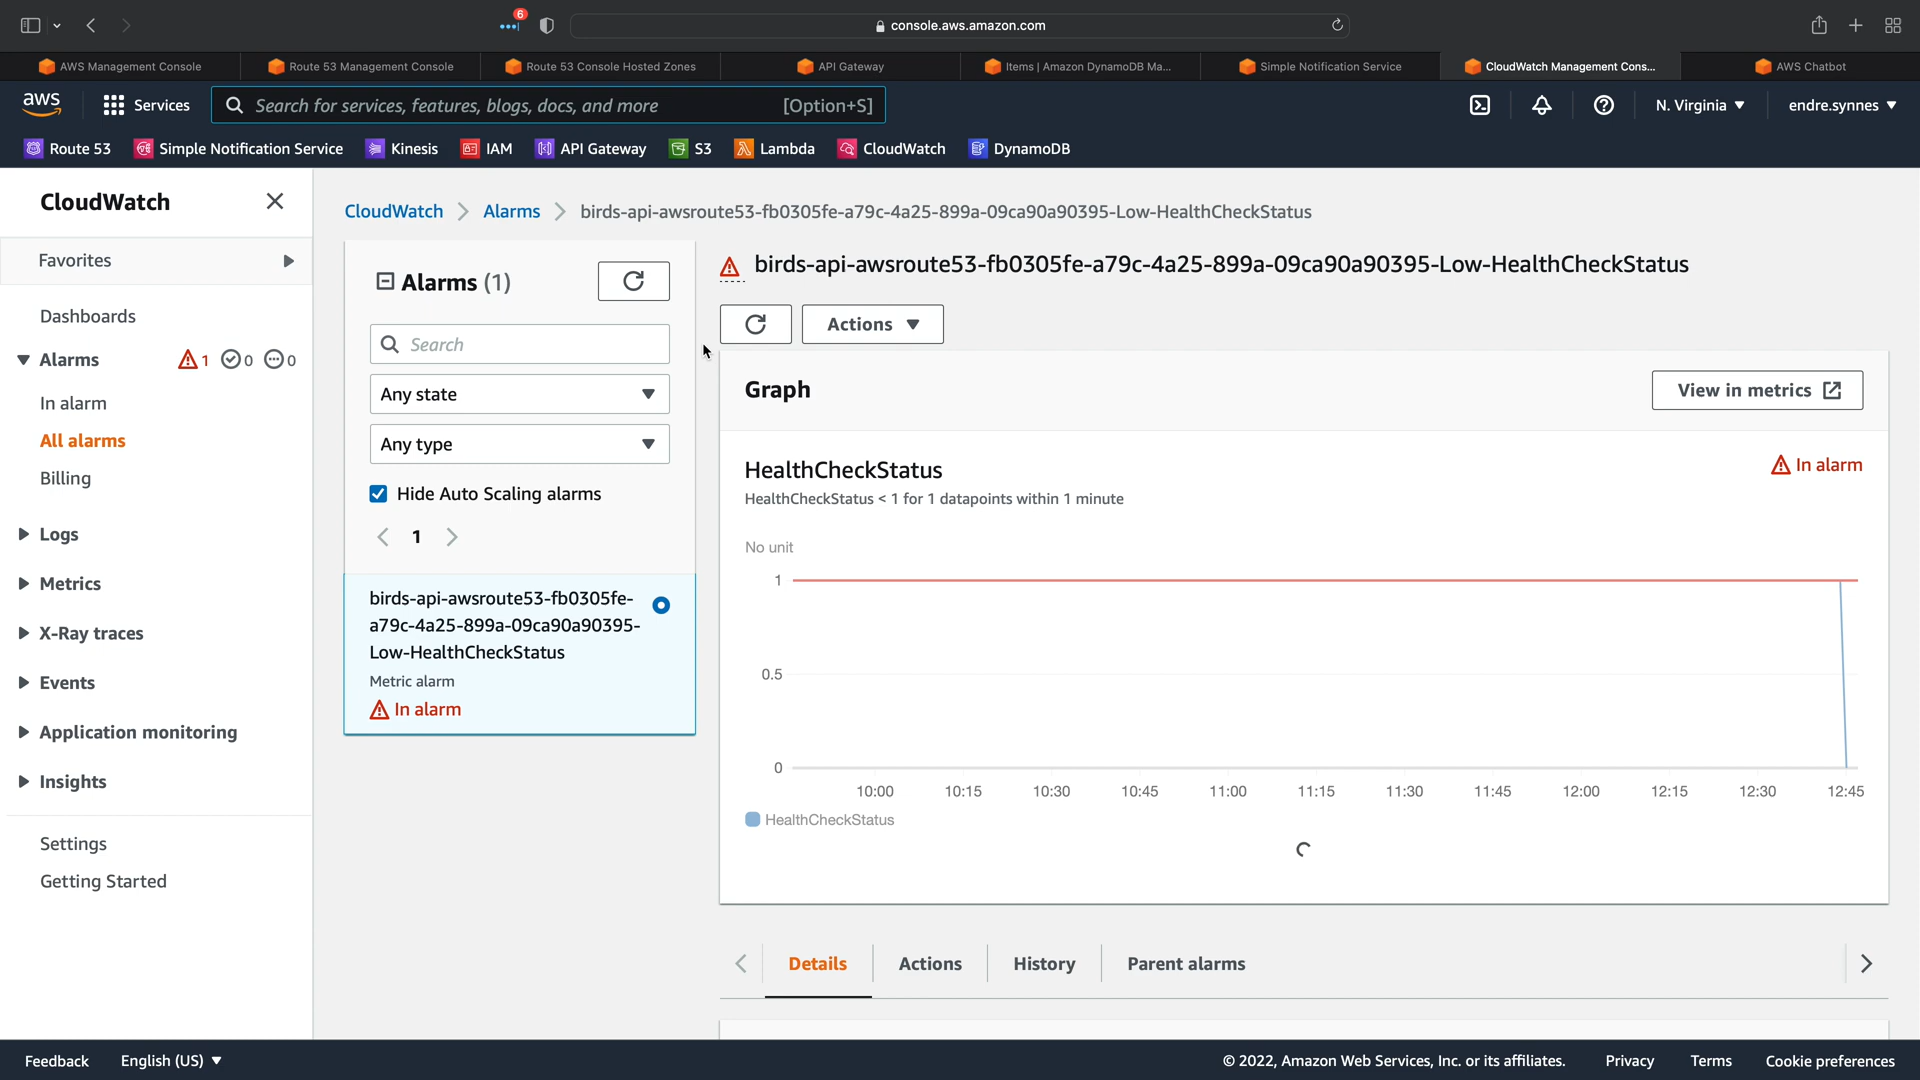 6
console.aws.amazon.com
AWS Management Console
Route 53 Management Console
Route 53 Console Hosted Zones
API Gateway
Items | Amazon DynamoDB Ma...
Simple Notification Service
CloudWatch Management Cons...
AWS Chatbot
aws
Services
Search for services, features, blogs, docs, and more
[Option+S]
N. Virginia
endre.synnes
Route 53
Simple Notification Service
Kinesis
IAM
API Gateway
S3
Lambda
CloudWatch
DynamoDB
CloudWatch
Favorites
Dashboards
Alarms
1
0
0
In alarm
All alarms
Billing
Logs
Metrics
X-Ray traces
Events
Application monitoring
Insights
Settings
Getting Started
CloudWatch
Alarms
birds-api-awsroute53-fb0305fe-a79c-4a25-899a-09ca90a90395-Low-HealthCheckStatus
Alarms (1)
Search
Any state
Any type
Hide Auto Scaling alarms
1
birds-api-awsroute53-fb0305fe-
a79c-4a25-899a-09ca90a90395-
Low-HealthCheckStatus
Metric alarm
In alarm
birds-api-awsroute53-fb0305fe-a79c-4a25-899a-09ca90a90395-Low-HealthCheckStatus
Actions
Graph
View in metrics
HealthCheckStatus
In alarm
HealthCheckStatus < 1 for 1 datapoints within 1 minute
No unit
1
0.5
0
10:00
10:15
10:30
10:45
11:00
11:15
11:30
11:45
12:00
12:15
12:30
12:45
HealthCheckStatus
Details
Actions
History
Parent alarms
Feedback
English (US)
© 2022, Amazon Web Services, Inc. or its affiliates.
Privacy
Terms
Cookie preferences